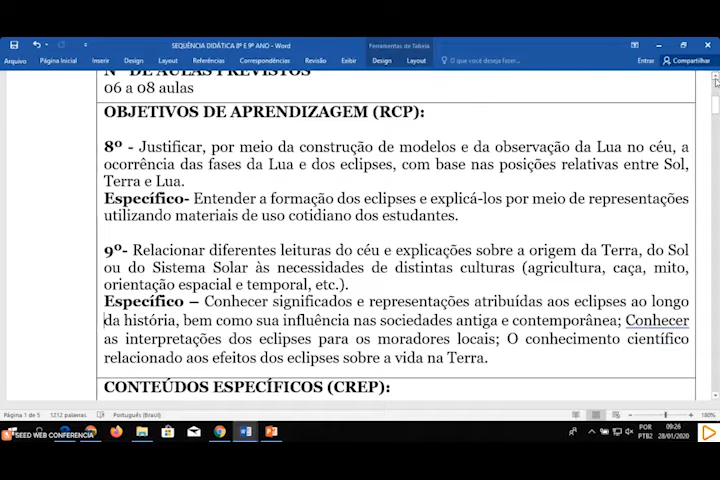 SEQUÊNCIA DIDÁTICA 8º E 9º ANO - Word
Ferramentas de Tabela
Arquivo Página Inicial Inserir Design Layout Referências Correspondências Revisão Exibir Design Layout O que você deseja fazer... Entrar Compartilhar
Nº DE AULAS PREVISTOS
06 a 08 aulas
OBJETIVOS DE APRENDIZAGEM (RCP):
8º - Justificar, por meio da construção de modelos e da observação da Lua no céu, a
ocorrência das fases da Lua e dos eclipses, com base nas posições relativas entre Sol,
Terra e Lua.
Específico- Entender a formação dos eclipses e explicá-los por meio de representações
utilizando materiais de uso cotidiano dos estudantes.
9º- Relacionar diferentes leituras do céu e explicações sobre a origem da Terra, do Sol
ou do Sistema Solar às necessidades de distintas culturas (agricultura, caça, mito,
orientação espacial e temporal, etc.).
Específico – Conhecer significados e representações atribuídas aos eclipses ao longo
da história, bem como sua influência nas sociedades antiga e contemporânea; Conhecer
as interpretações dos eclipses para os moradores locais; O conhecimento científico
relacionado aos efeitos dos eclipses sobre a vida na Terra.
CONTEÚDOS ESPECÍFICOS (CREP):
Página 1 de 5 1212 palavras Português (Brasil) 180%
SEED WEB CONFERENCIA
POR 09:26
PTB2 28/01/2020